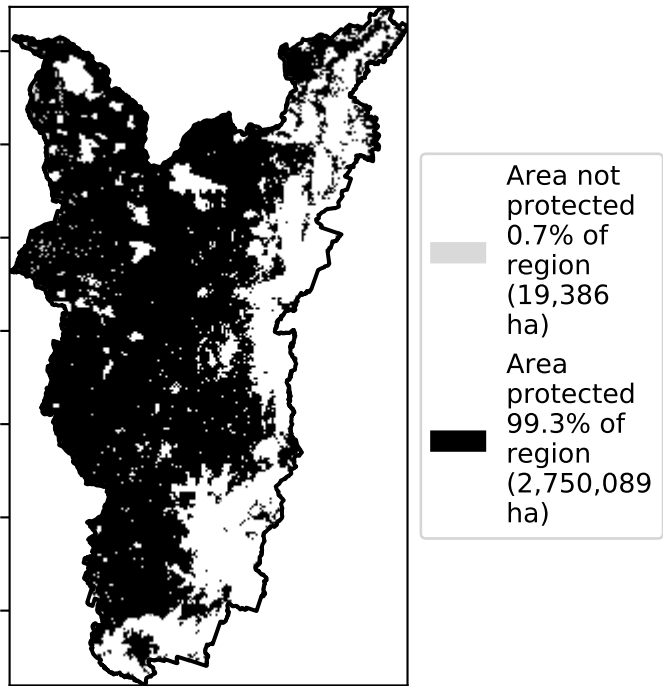 Area not
protected
0.7% of
region
(19,386
ha)
Area
protected
99.3% of
region
(2,750,089
ha)